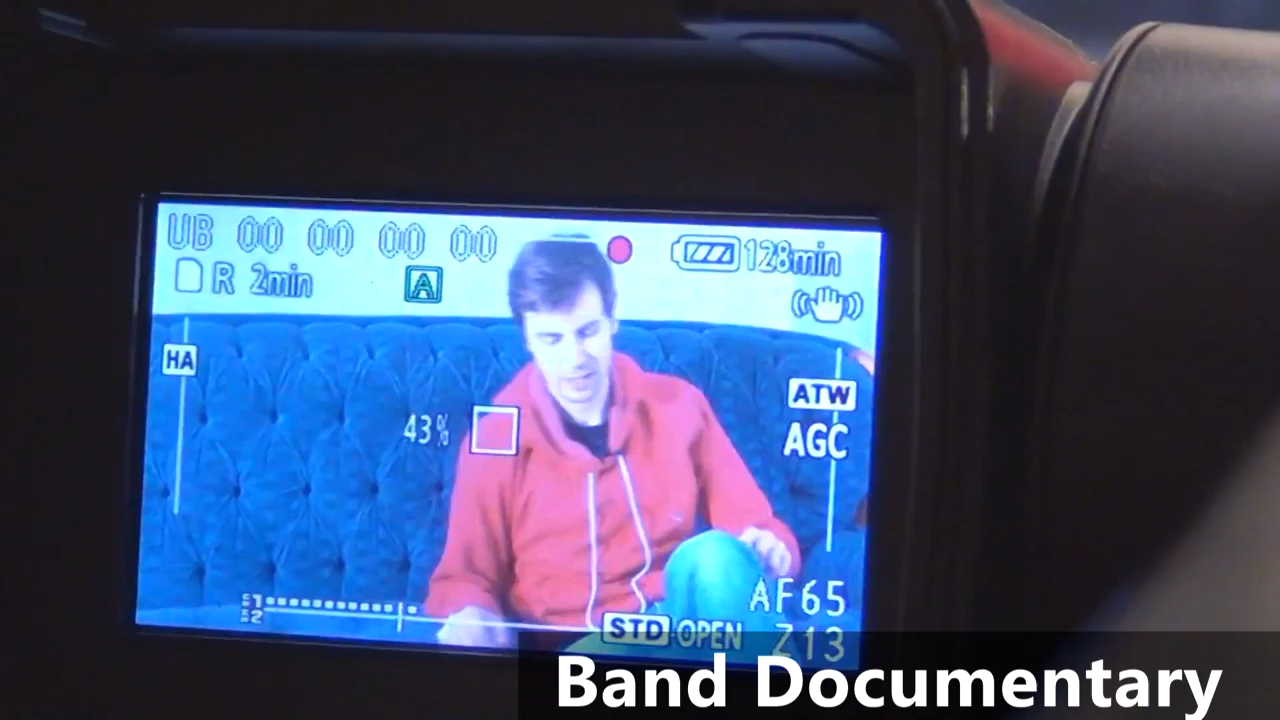 UB 00 00 00 00 128min
R 2min A
HA
ATW
43%
AGC
AF65
STD OPEN Z13
Band Documentary